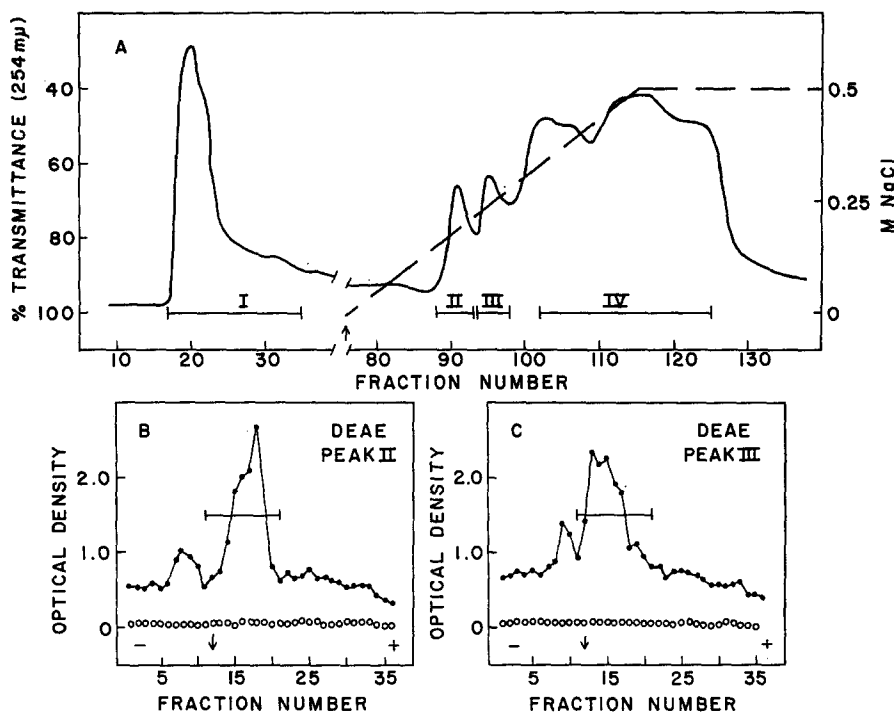 A
% TRANSMITTANCE (254mμ)
40
60
80
100
0.5
0.25
0
M NaCl
I
II
III
IV
10 20 30 80 90 100 110 120 130
FRACTION NUMBER
B
DEAE
PEAK II
OPTICAL DENSITY
2.0
1.0
0
- +
5 15 25 35
FRACTION NUMBER
C
DEAE
PEAK III
OPTICAL DENSITY
2.0
1.0
0
- +
5 15 25 35
FRACTION NUMBER